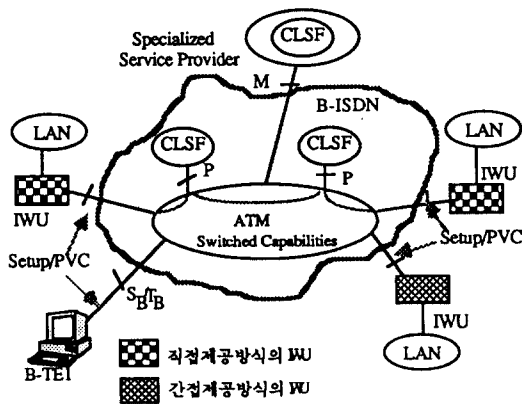 Specialized
Service Provider
CLSF
M
B-ISDN
LAN
CLSF
CLSF
LAN
P
P
IWU
IWU
ATM
Switched Capabilities
Setup/PVC
Setup/PVC
SB/TB
IWU
B-TE1
LAN
직접제공방식의 IWU
간접제공방식의 IWU